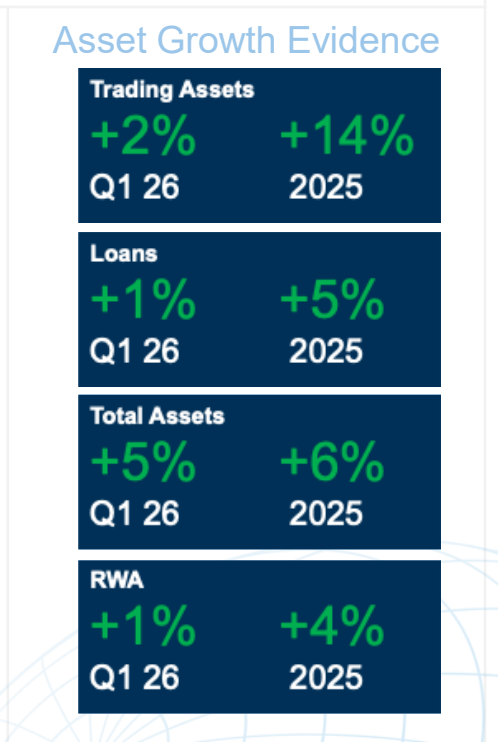 Asset Growth Evidence
Trading Assets
+2% +14%
Q1 26 2025
Loans
+1% +5%
Q1 26 2025
Total Assets
+5% +6%
Q1 26 2025
RWA
+1% +4%
Q1 26 2025